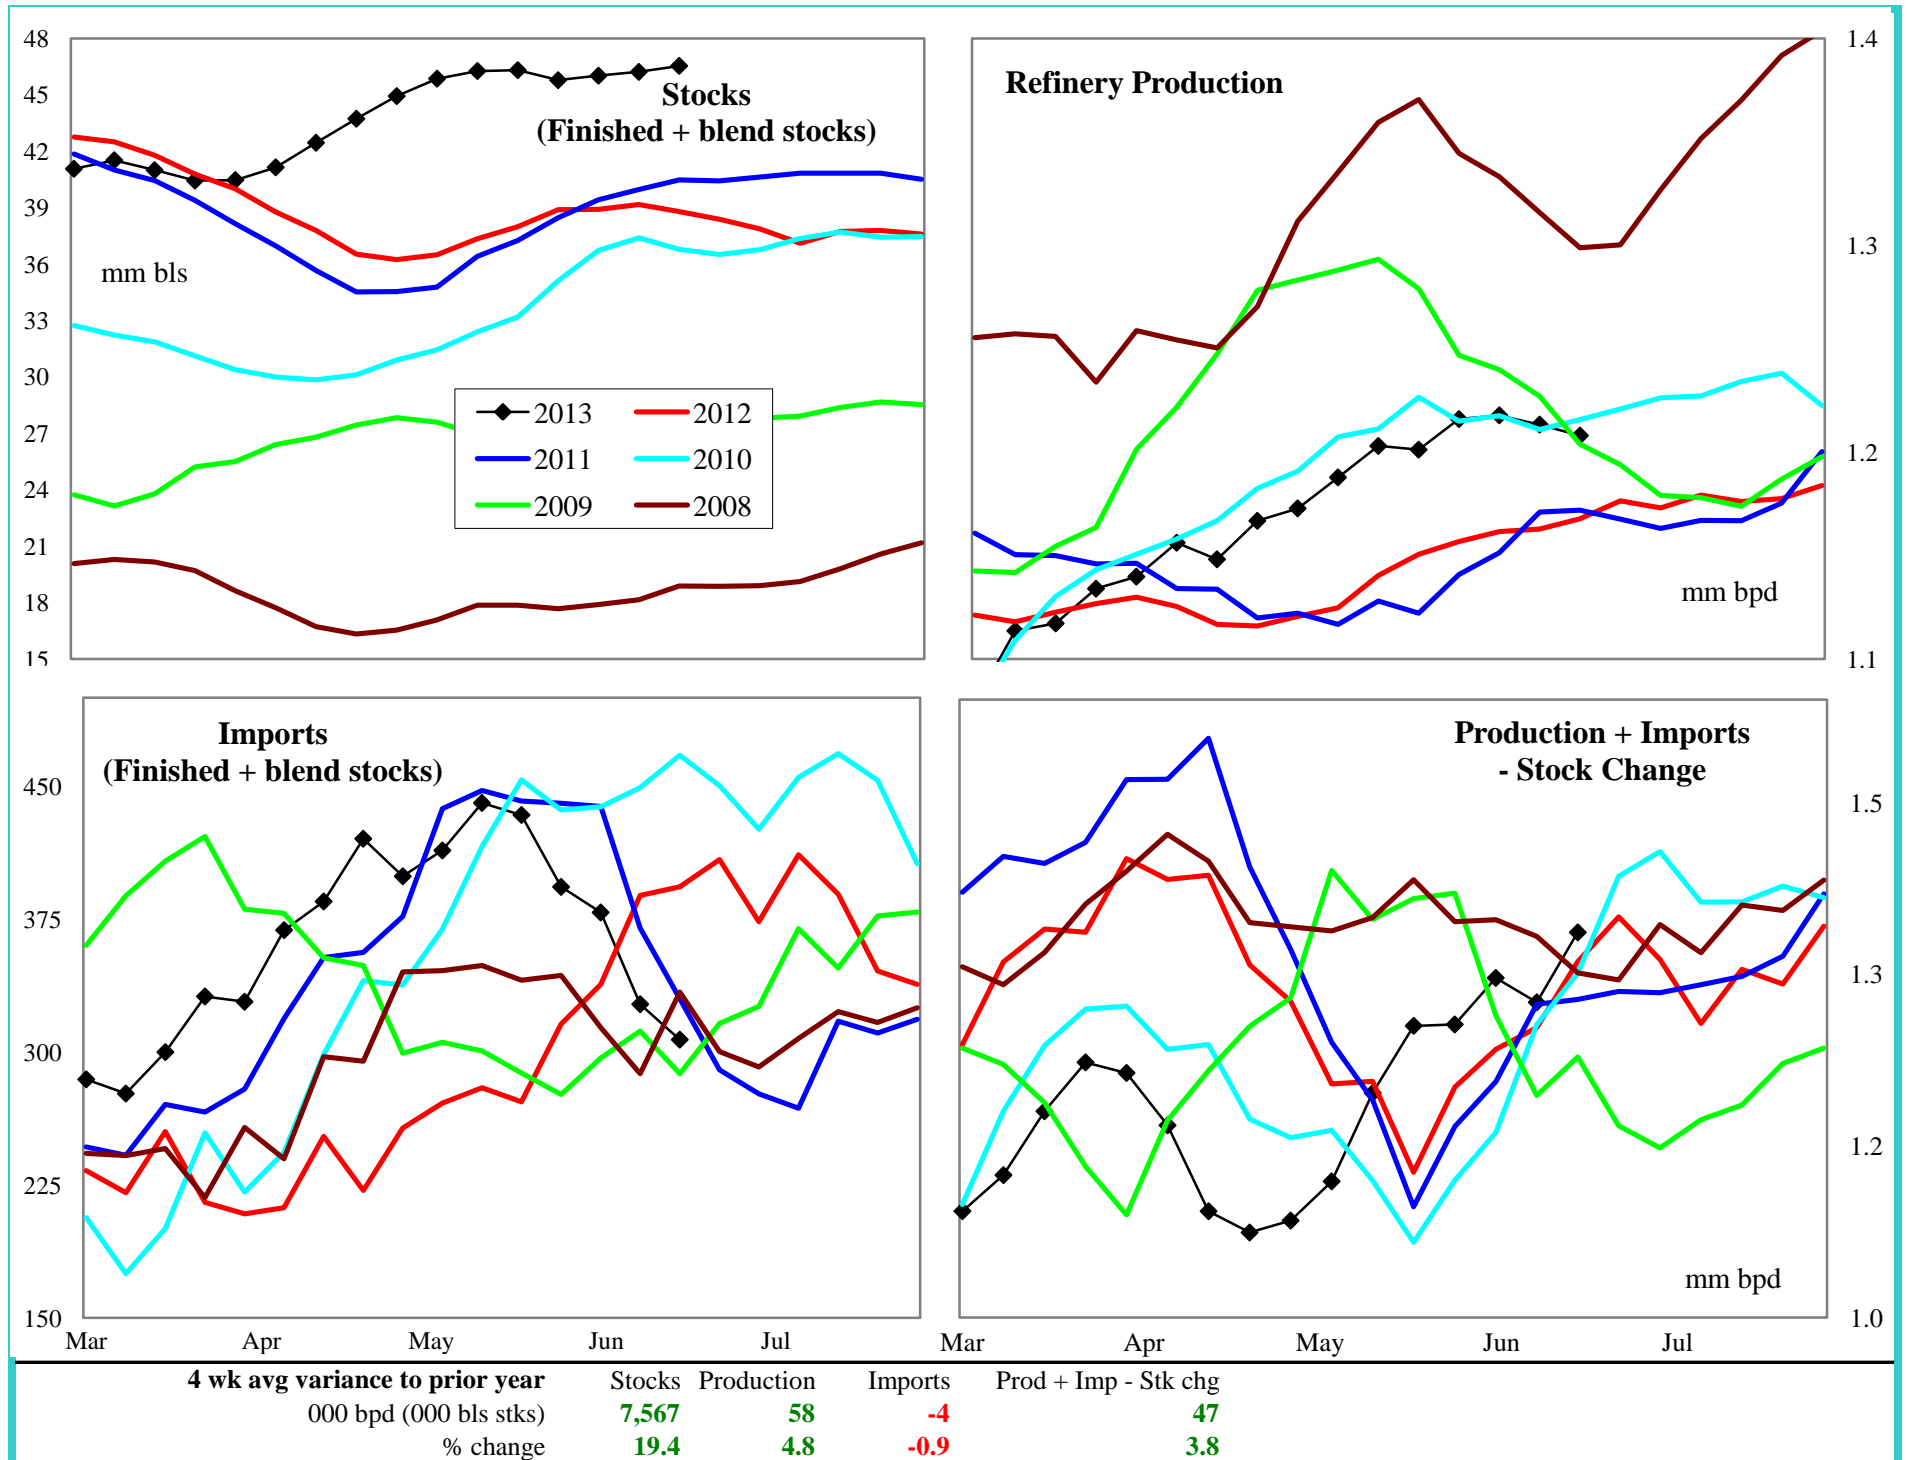 48
45
42
39
36
33
30
27
24
21
18
15
Stocks
(Finished + blend stocks)
mm bls
2013 2012
2011 2010
2009 2008
Refinery Production
mm bpd
1.4
1.3
1.2
1.1
Imports
(Finished + blend stocks)
450
375
300
225
150
Mar Apr May Jun Jul
Production + Imports
- Stock Change
mm bpd
1.5
1.3
1.2
1.0
Mar Apr May Jun Jul
4 wk avg variance to prior year Stocks Production Imports Prod + Imp - Stk chg
000 bpd (000 bls stks) 7,567 58 -4 47
% change 19.4 4.8 -0.9 3.8